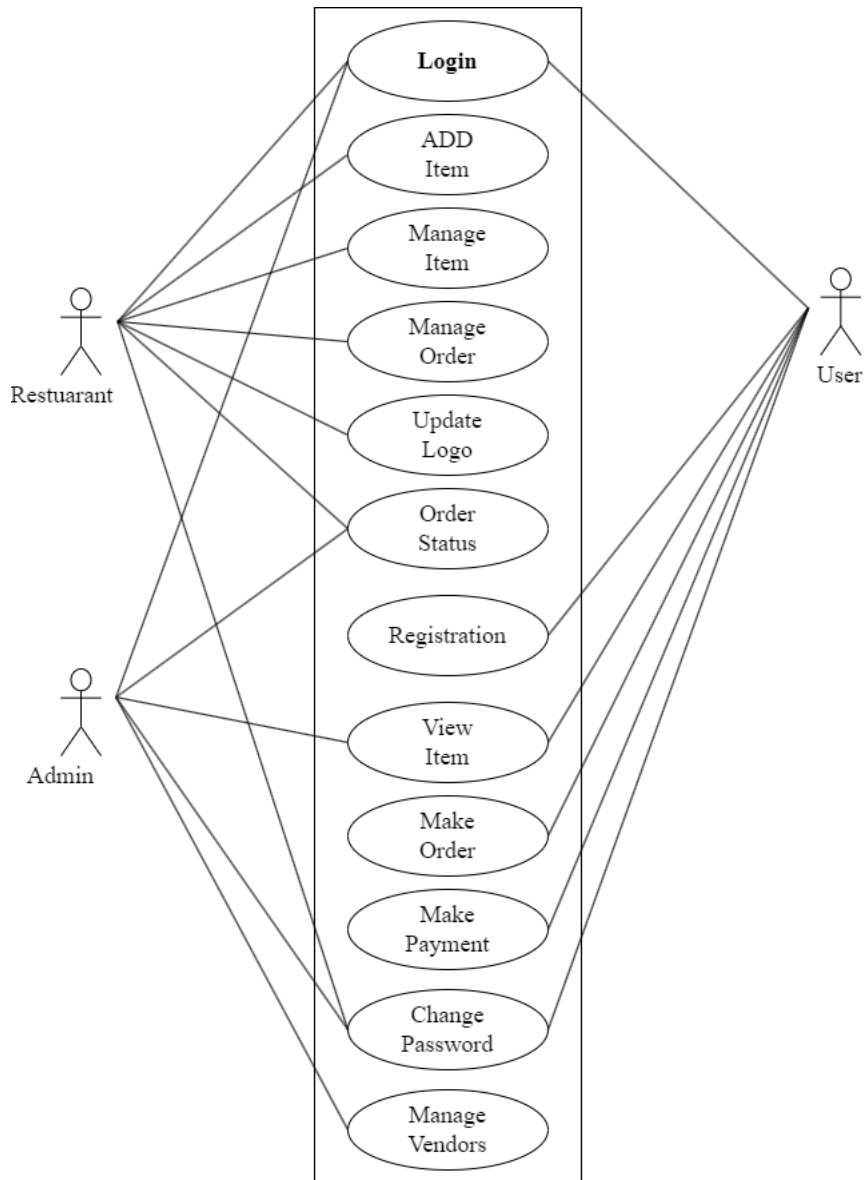 Login
ADD
Item
Manage
Item
Manage
Order
Restuarant
User
Update
Logo
Order
Status
Registration
View
Item
Admin
Make
Order
Make
Payment
Change
Password
Manage
Vendors